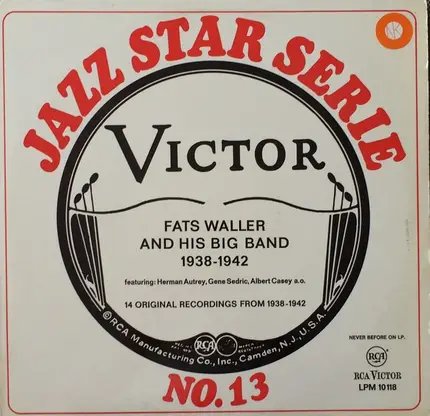 JAZZ STAR SERIE
VICTOR
FATS WALLER
AND HIS BIG BAND
1938-1942
featuring: Herman Autrey, Gene Sedric, Albert Casey a.o.
14 ORIGINAL RECORDINGS FROM 1938-1942
RCA
©RCA Manufacturing Co., Inc., Camden, N.J., U.S.A.
NO.13
NEVER BEFORE ON LP.
RCA
RCA VICTOR
LPM 10118